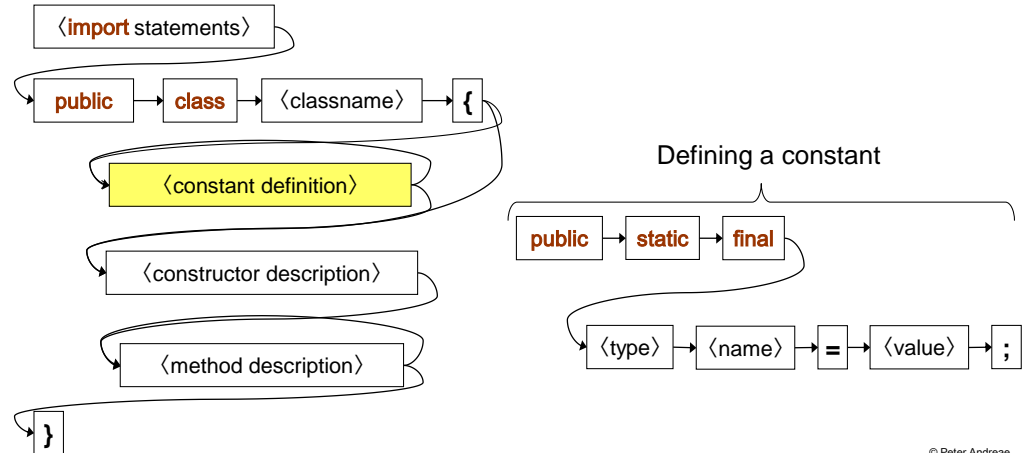 〈import statements〉
public class 〈classname〉 {
〈constant definition〉
〈constructor description〉
〈method description〉
}
Defining a constant
public static final
〈type〉 〈name〉 = 〈value〉 ;
© Peter Andreae